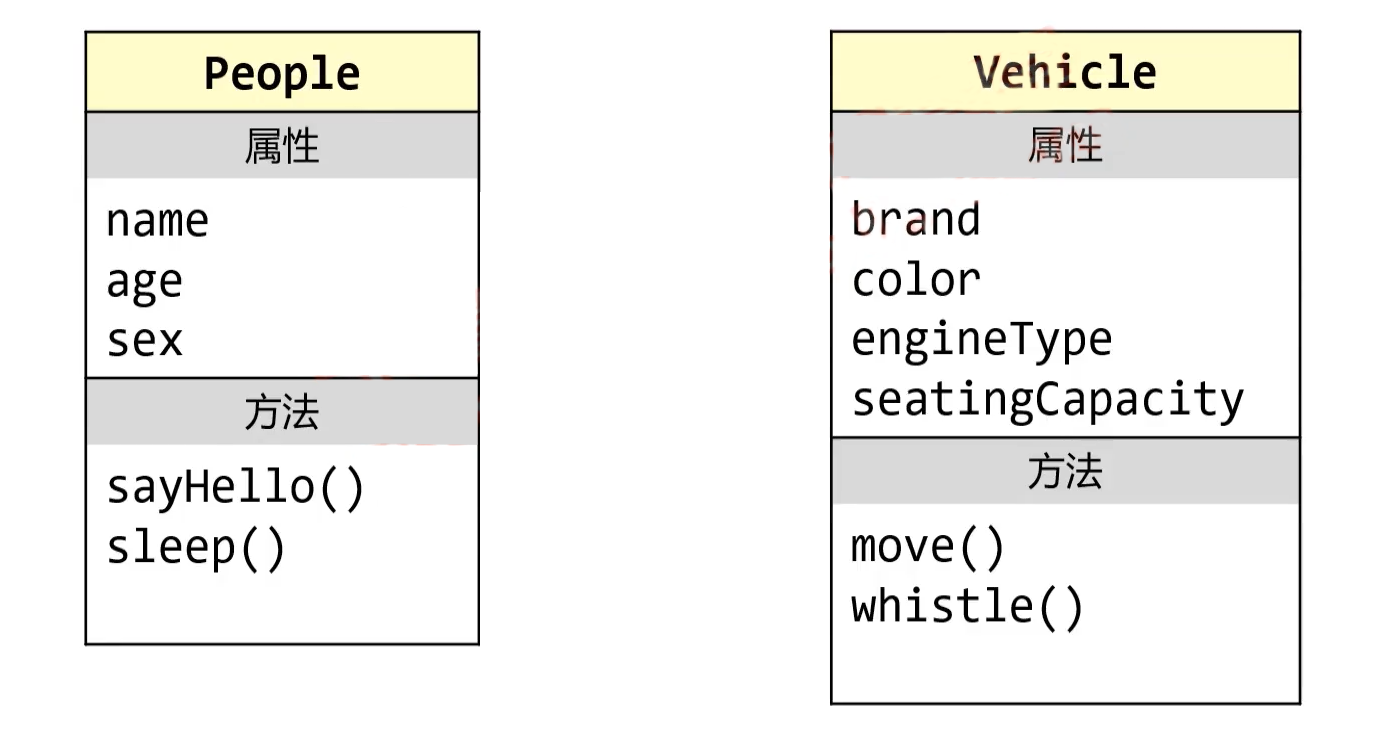 People
属性
name
age
sex
方法
sayHello()
sleep()
Vehicle
属性
brand
color
engineType
seatingCapacity
方法
move()
whistle()